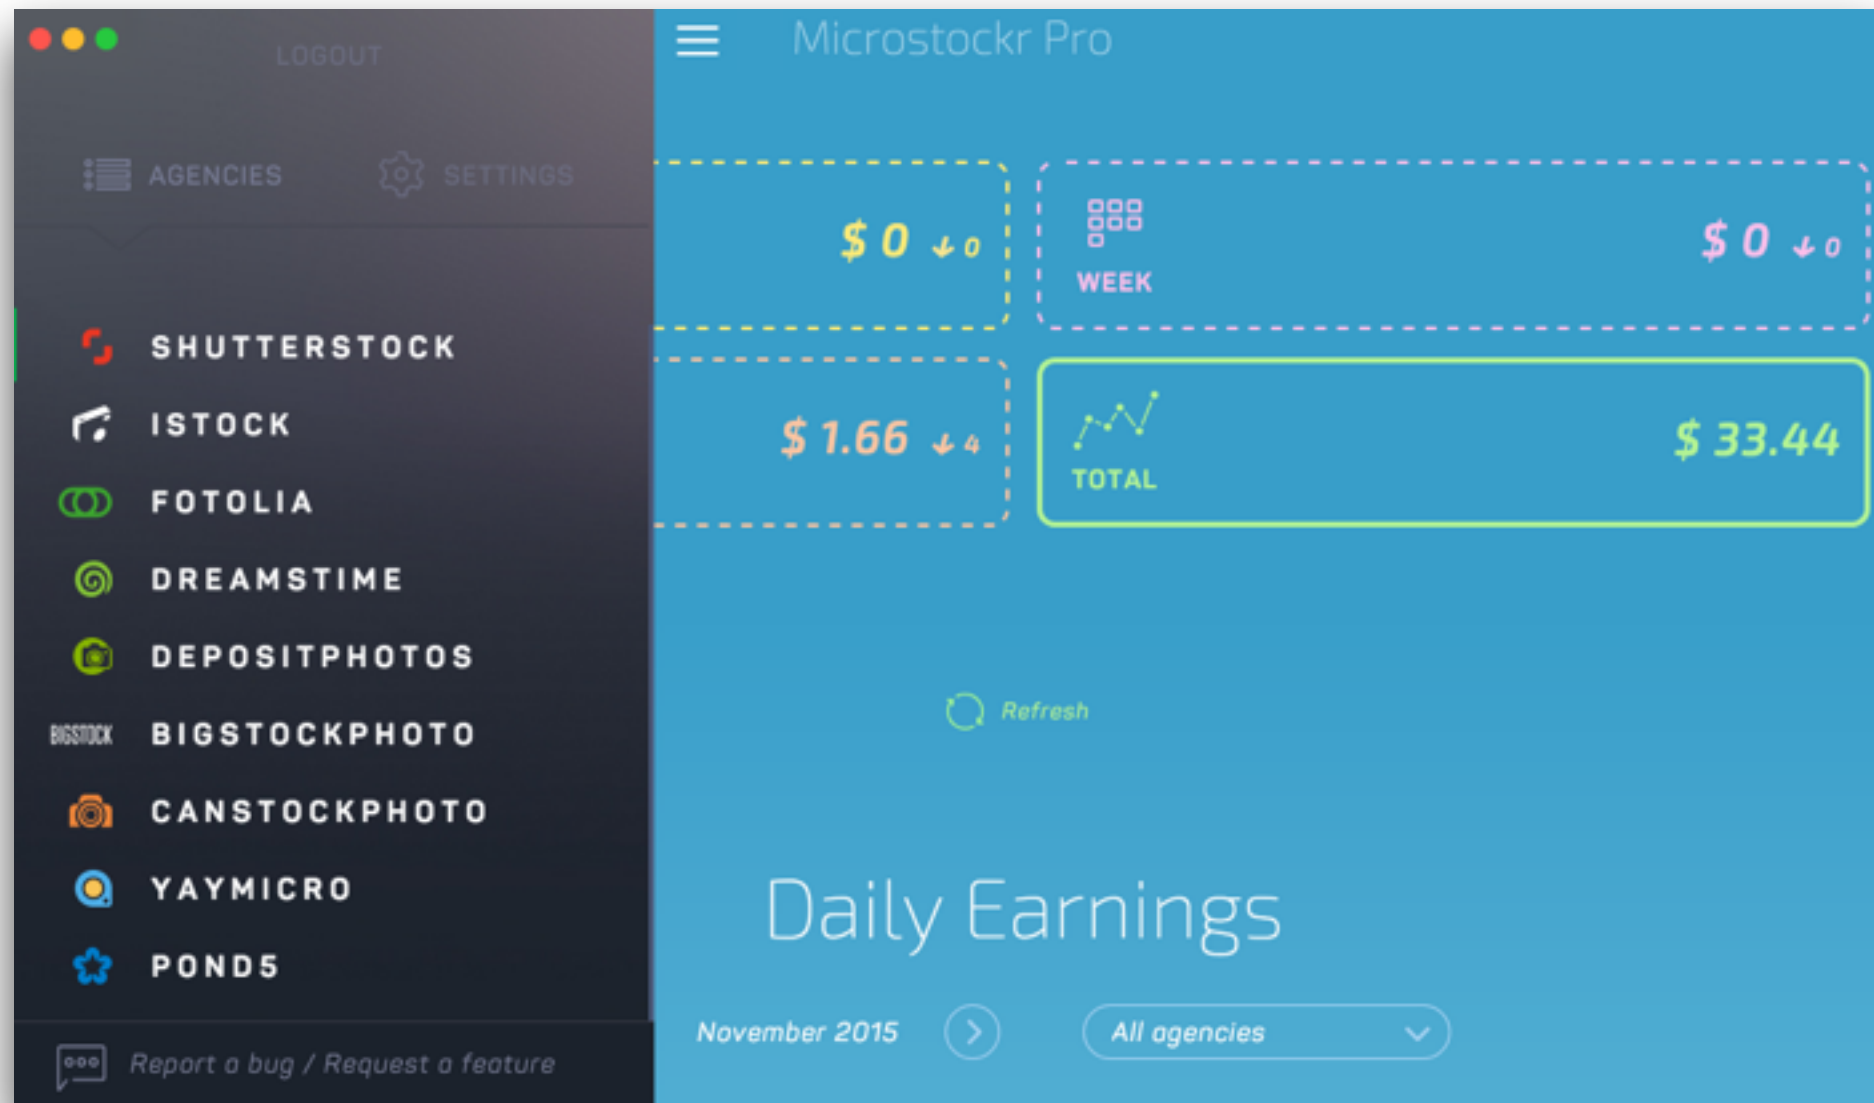 LOGOUT
AGENCIES
SETTINGS
SHUTTERSTOCK
ISTOCK
FOTOLIA
DREAMSTIME
DEPOSITPHOTOS
BIGSTOCK BIGSTOCKPHOTO
CANSTOCKPHOTO
YAYMICRO
POND5
Report a bug / Request a feature
Microstockr Pro
$ 0 ↓ 0
WEEK
$ 0 ↓ 0
$ 1.66 ↓ 4
TOTAL
$ 33.44
Refresh
Daily Earnings
November 2015
All agencies